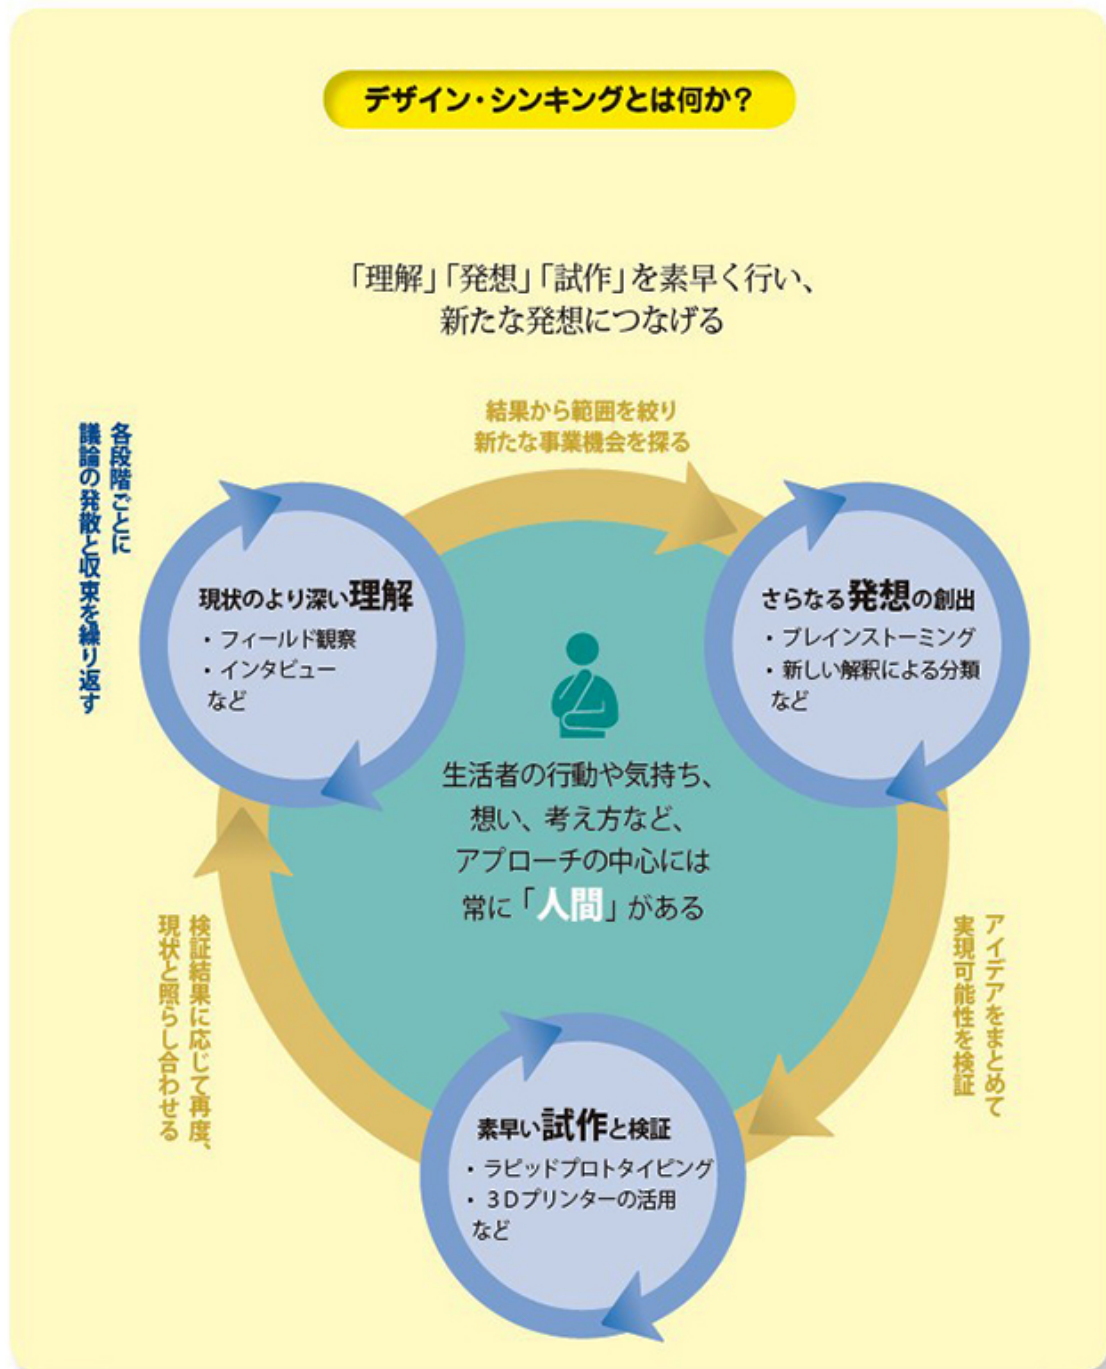 デザイン・シンキングとは何か？
「理解」「発想」「試作」を素早く行い、
新たな発想につなげる
結果から範囲を絞り
新たな事業機会を探る
各段階ごとに
議論の発散と収束を繰り返す
現状のより深い理解
・フィールド観察
・インタビュー
など
さらなる発想の創出
・ブレインストーミング
・新しい解釈による分類
など
生活者の行動や気持ち、
想い、考え方など、
アプローチの中心には
常に「人間」がある
検証結果に応じて再度、
現状と照らし合わせる
アイデアをまとめて
実現可能性を検証
素早い試作と検証
・ラピッドプロトタイピング
・3Dプリンターの活用
など